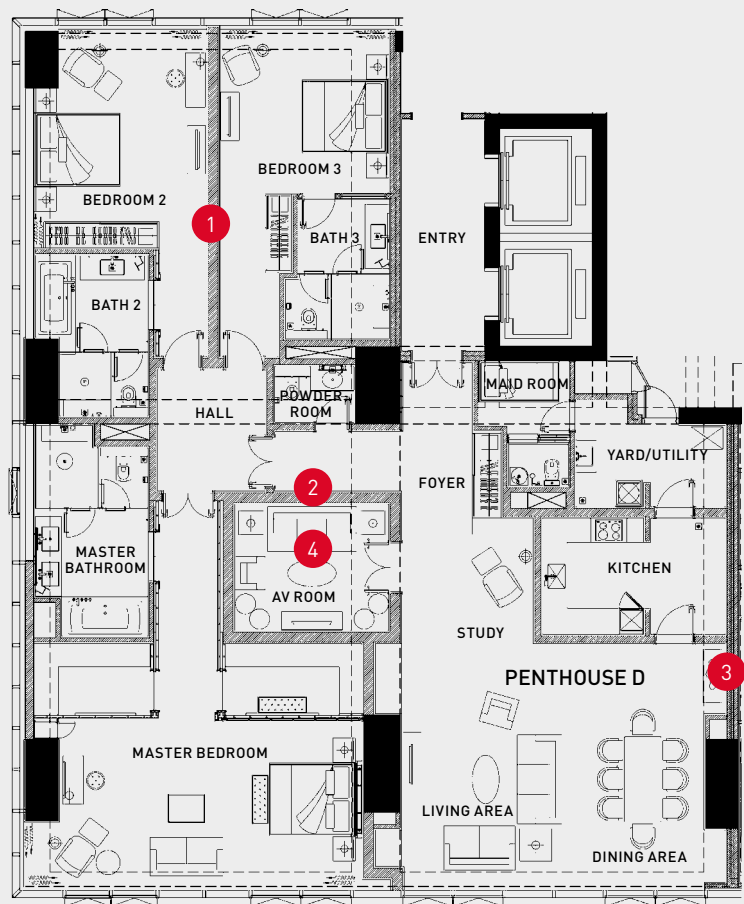 BEDROOM 3
BEDROOM 2
1
BATH 3
ENTRY
BATH 2
MAID ROOM
POWDER
ROOM
HALL
YARD/UTILITY
FOYER
2
4
MASTER
BATHROOM
KITCHEN
AV ROOM
STUDY
PENTHOUSE D
3
MASTER BEDROOM
LIVING AREA
DINING AREA